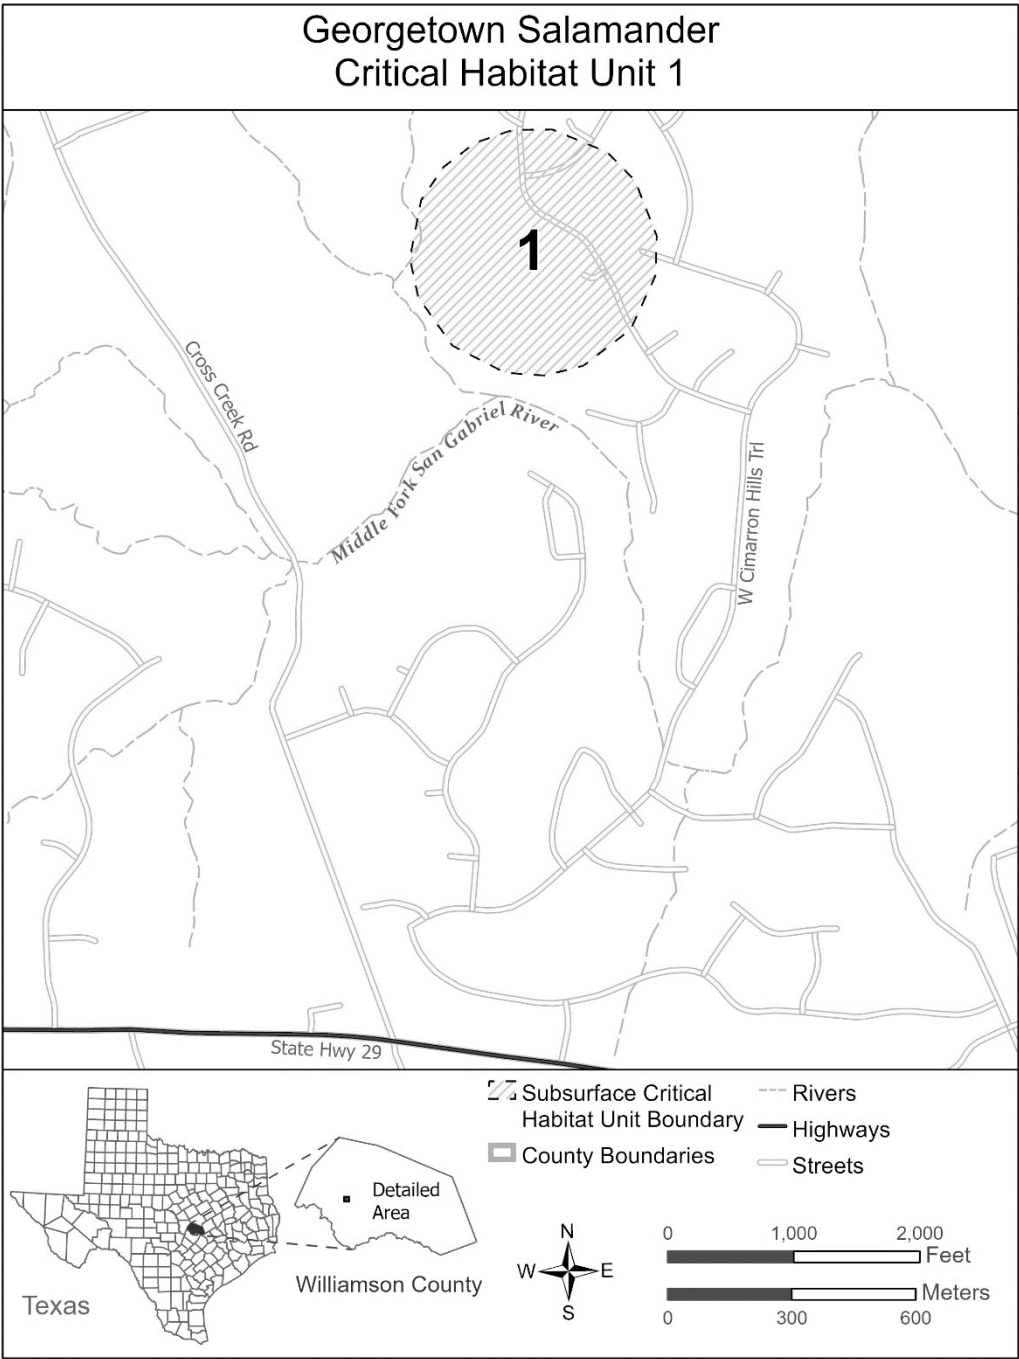 Georgetown Salamander
Critical Habitat Unit 1
1
Cross Creek Rd
Middle Fork San Gabriel River
W Cimarron Hills Trl
State Hwy 29
Subsurface Critical
Habitat Unit Boundary
County Boundaries
Rivers
Highways
Streets
Detailed
Area
Williamson County
Texas
N
W E
S
0 1,000 2,000
Feet
Meters
0 300 600